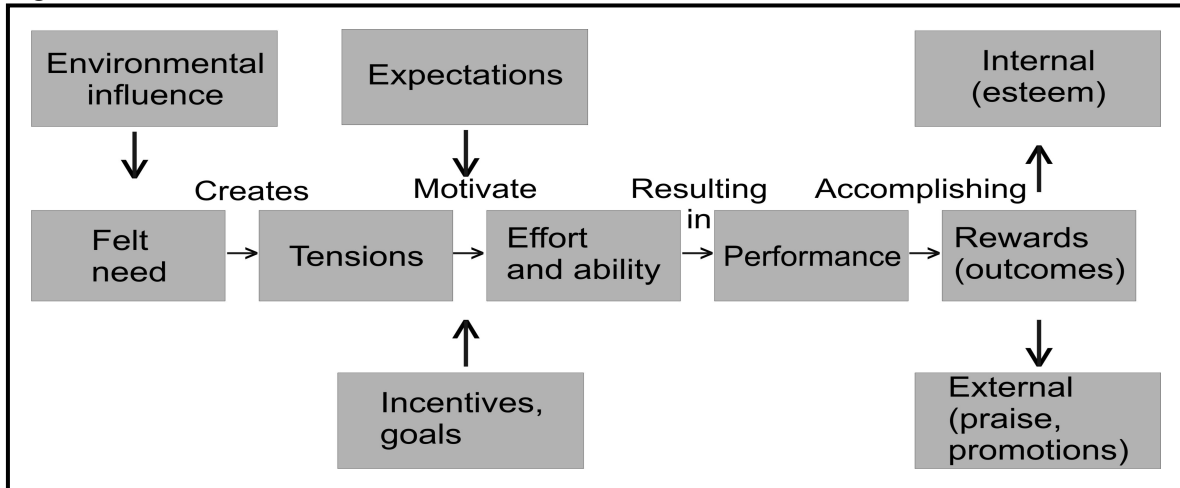 Environmental
influence
Expectations
Internal
(esteem)
Creates
Motivate
Resulting
in
Accomplishing
Felt
need
Tensions
Effort
and ability
Performance
Rewards
(outcomes)
Incentives,
goals
External
(praise,
promotions)